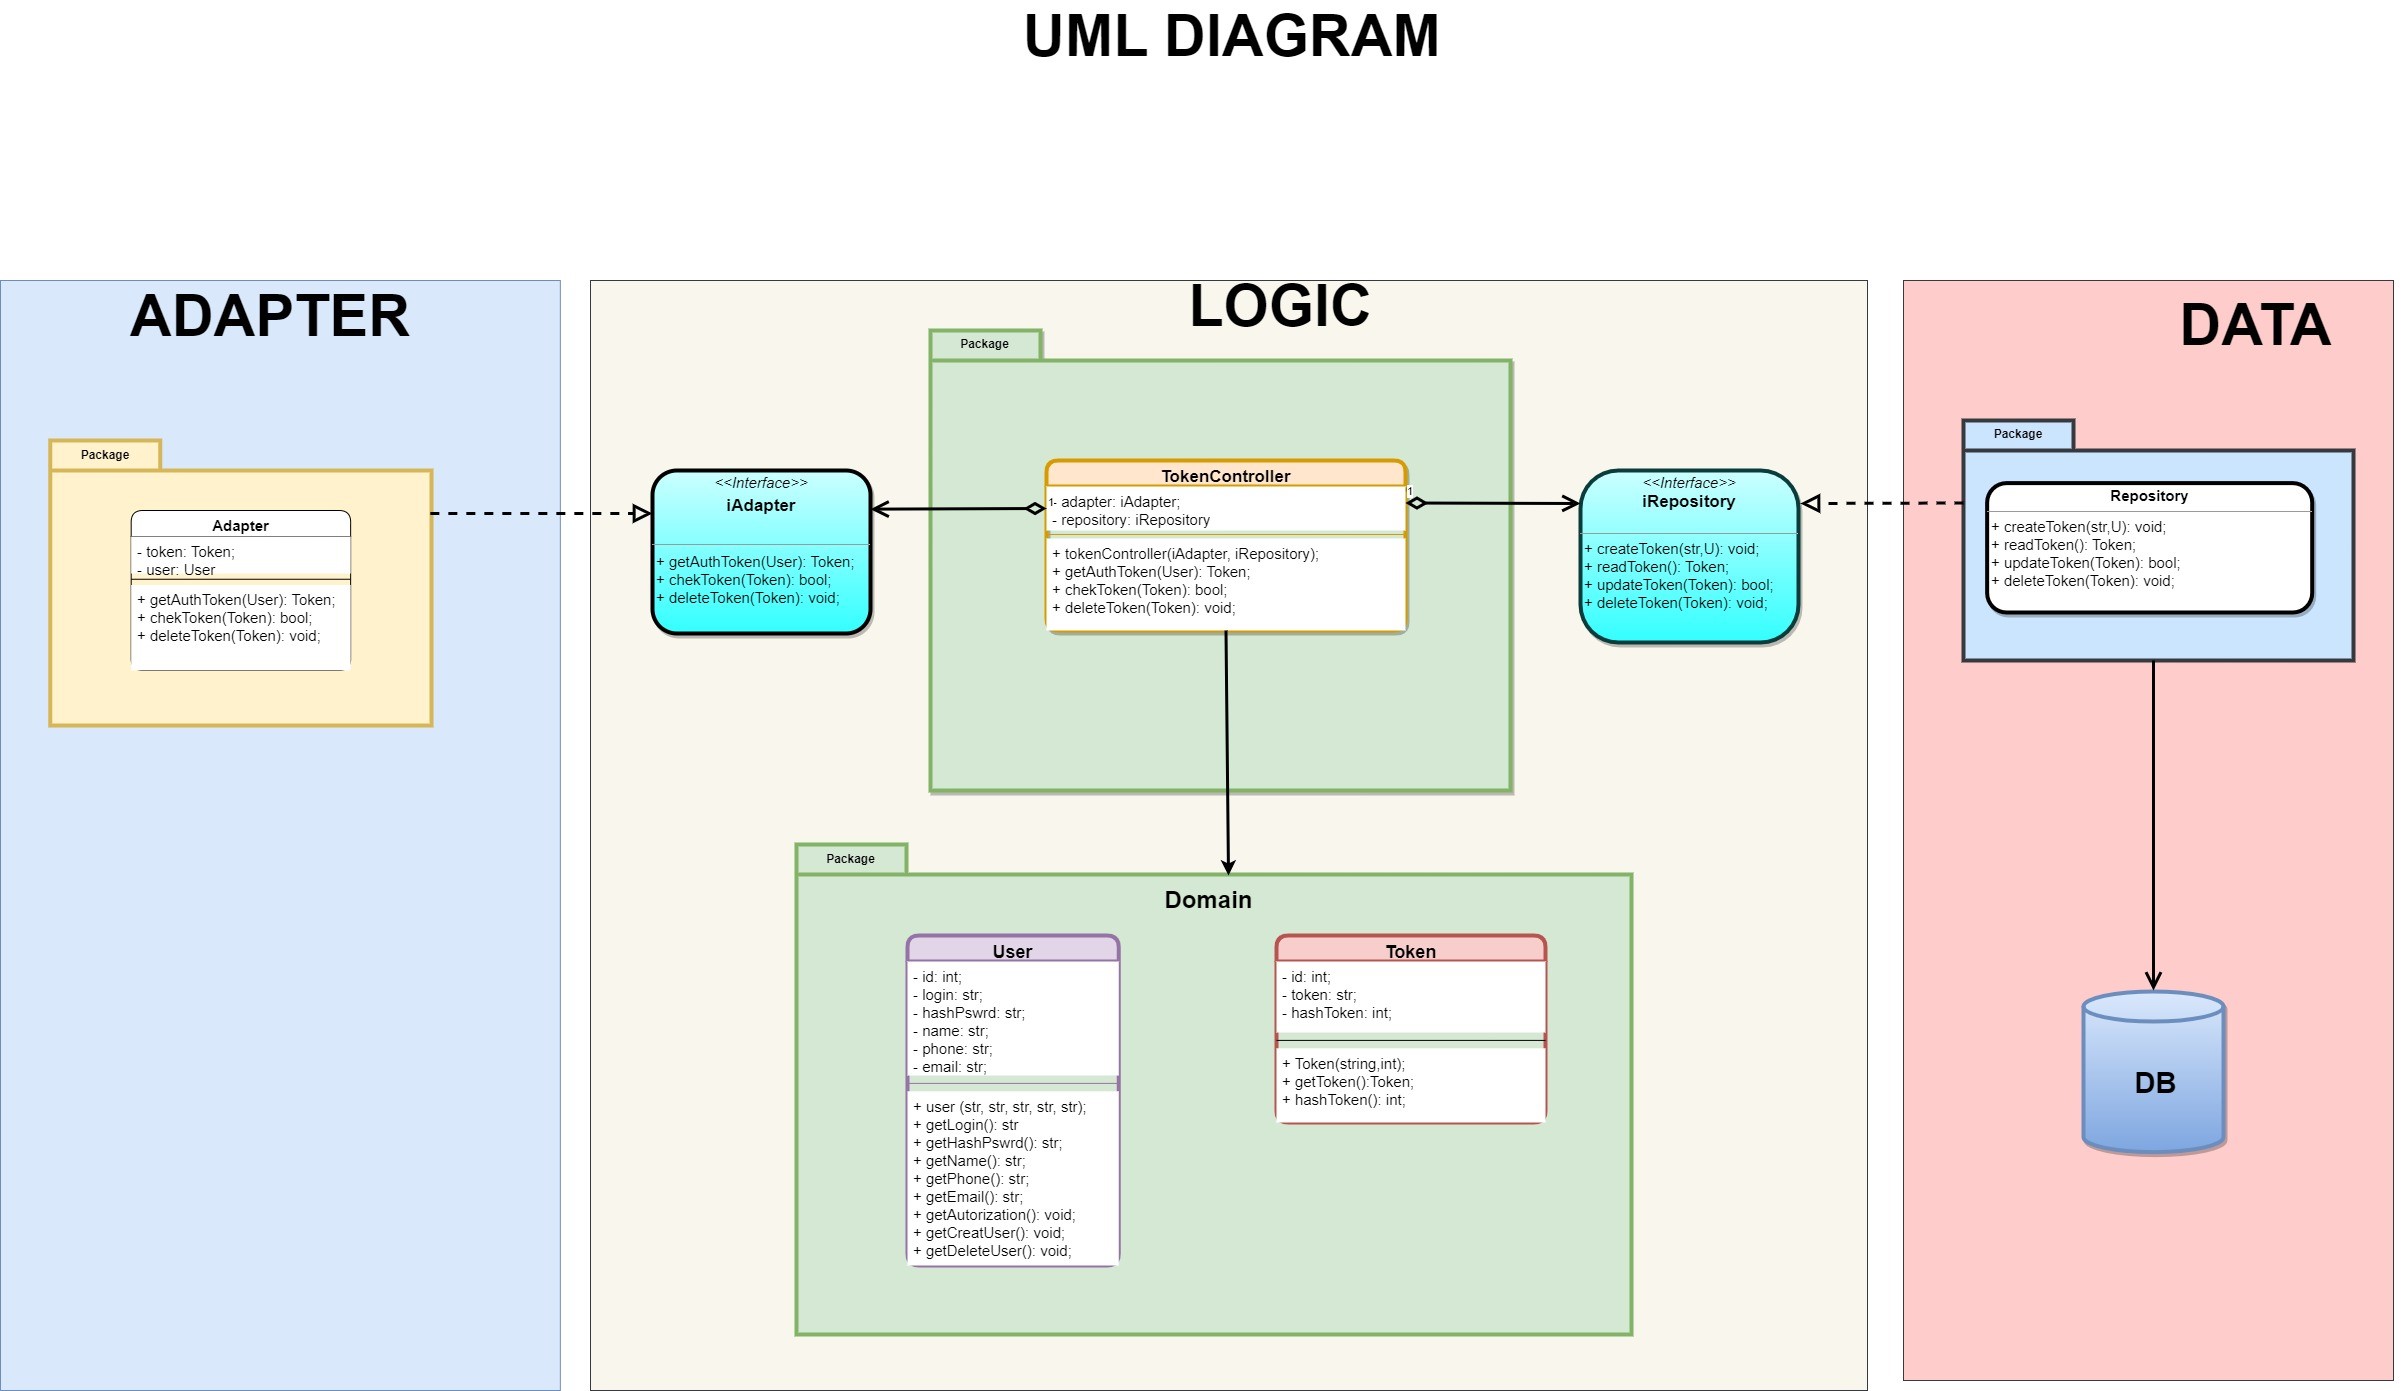 UML DIAGRAM
ADAPTER
Package
Adapter
- token: Token;
- user: User
+ getAuthToken(User): Token;
+ chekToken(Token): bool;
+ deleteToken(Token): void;
LOGIC
<<Interface>>
iAdapter
+ getAuthToken(User): Token;
+ chekToken(Token): bool;
+ deleteToken(Token): void;
Package
TokenController
1
- adapter: iAdapter;
- repository: iRepository
+ tokenController(iAdapter, iRepository);
+ getAuthToken(User): Token;
+ chekToken(Token): bool;
+ deleteToken(Token): void;
1
<<Interface>>
iRepository
+ createToken(str,U): void;
+ readToken(): Token;
+ updateToken(Token): bool;
+ deleteToken(Token): void;
Package
Domain
User
- id: int;
- login: str;
- hashPswrd: str;
- name: str;
- phone: str;
- email: str;
+ user (str, str, str, str, str);
+ getLogin(): str
+ getHashPswrd(): str;
+ getName(): str;
+ getPhone(): str;
+ getEmail(): str;
+ getAutorization(): void;
+ getCreatUser(): void;
+ getDeleteUser(): void;
Token
- id: int;
- token: str;
- hashToken: int;
+ Token(string,int);
+ getToken():Token;
+ hashToken(): int;
DATA
Package
Repository
+ createToken(str,U): void;
+ readToken(): Token;
+ updateToken(Token): bool;
+ deleteToken(Token): void;
DB